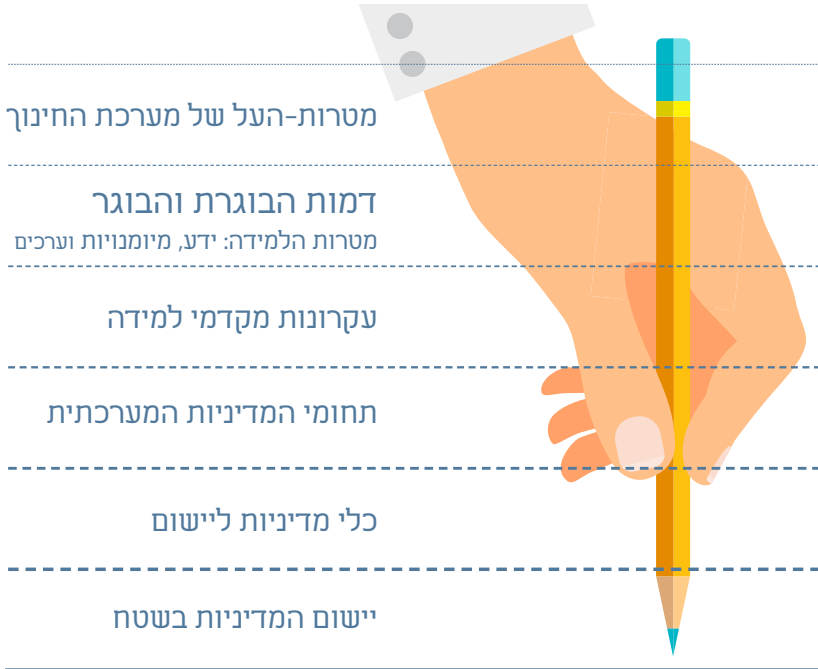 מטרות-העל של מערכת החינוך
דמות הבוגרת והבוגר
מטרות הלמידה: ידע, מיומנויות וערכים
עקרונות מקדמי למידה
תחומי המדיניות המערכתית
כלי מדיניות ליישום
יישום המדיניות בשטח